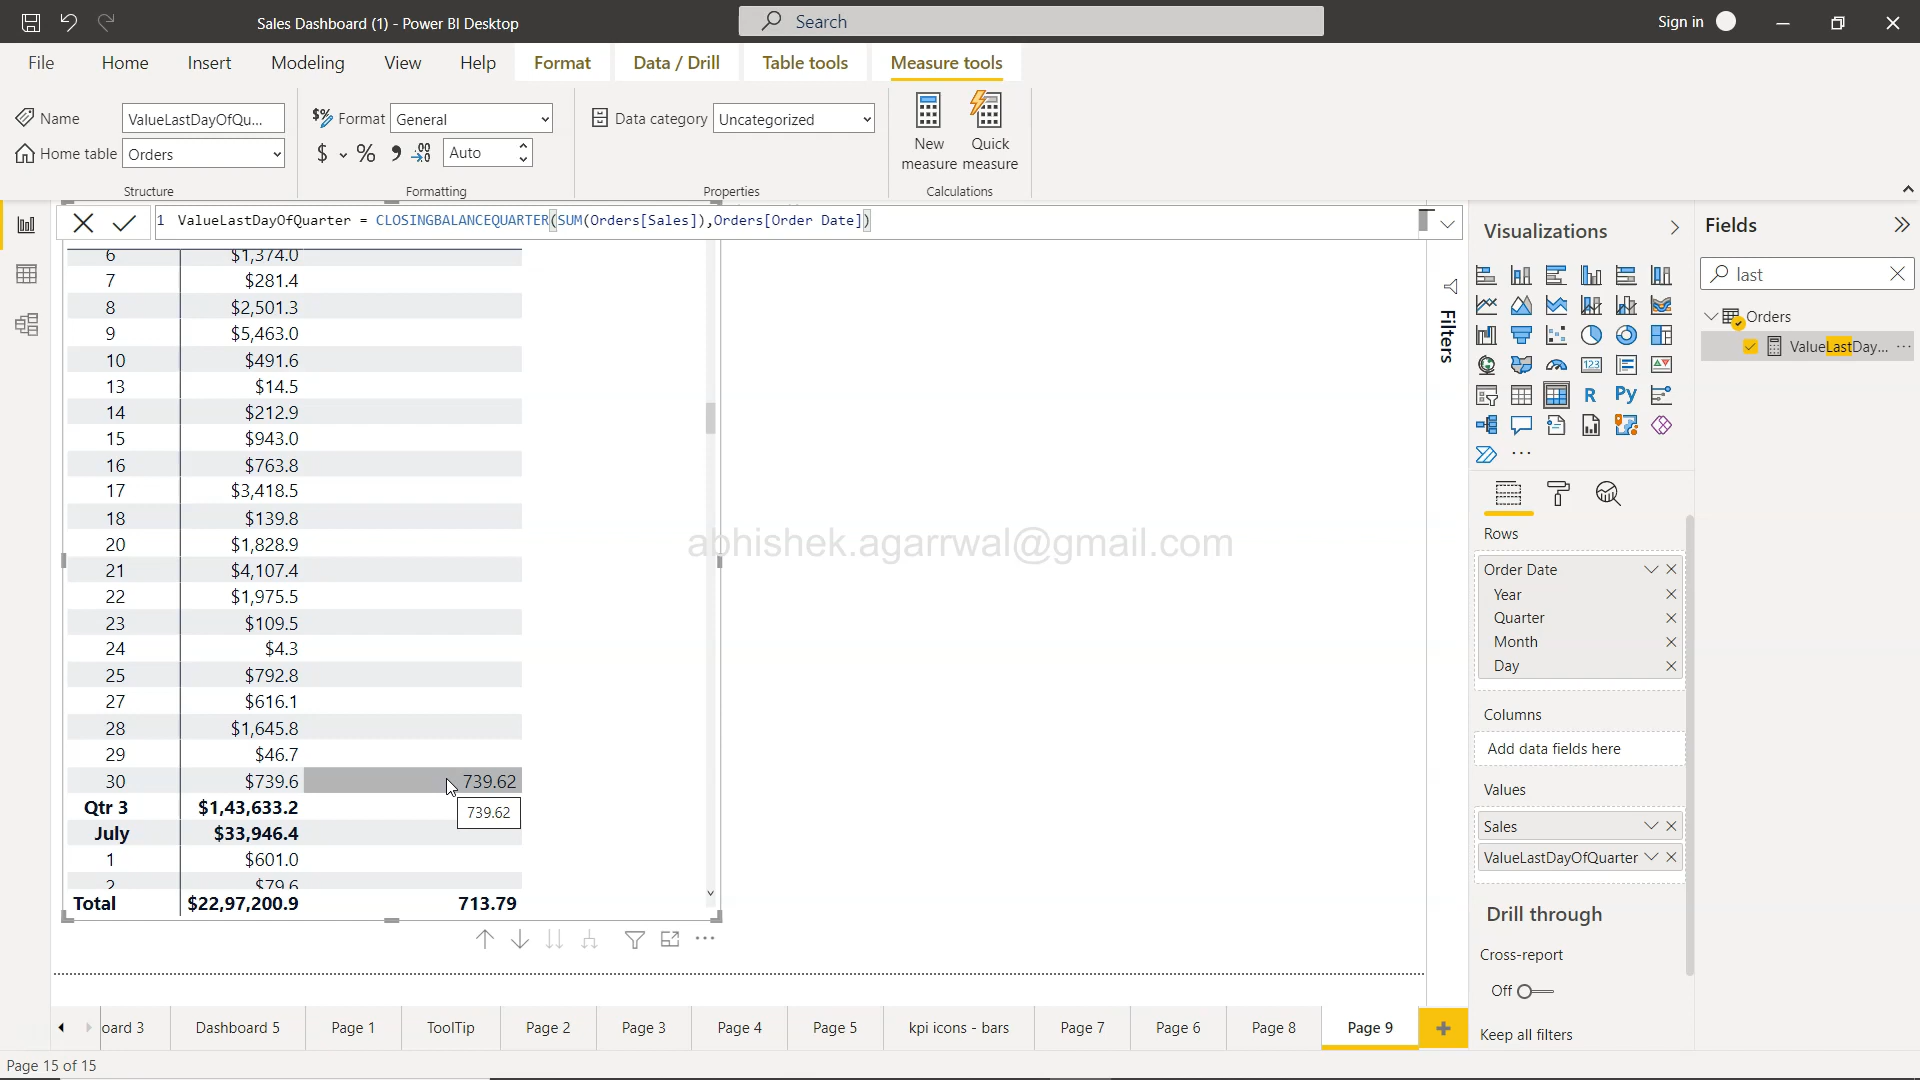 Sales Dashboard (1) - Power BI Desktop
Search
Sign in
File Home Insert Modeling View Help Format Data / Drill Table tools Measure tools
Name ValueLastDayOfQu...
Format General
Data category Uncategorized
Home table Orders
$ % , .00 Auto
New measure
Quick measure
Structure Formatting Properties Calculations
1 ValueLastDayOfQuarter = CLOSINGBALANCEQUARTER(SUM(Orders[Sales]),Orders[Order Date])
6 $1,374.0
7 $281.4
8 $2,501.3
9 $5,463.0
10 $491.6
13 $14.5
14 $212.9
15 $943.0
16 $763.8
17 $3,418.5
18 $139.8
20 $1,828.9
21 $4,107.4
22 $1,975.5
23 $109.5
24 $4.3
25 $792.8
27 $616.1
28 $1,645.8
29 $46.7
30 $739.6 739.62
739.62
Qtr 3 $1,43,633.2
July $33,946.4
1 $601.0
2 $79.6
Total $22,97,200.9 713.79
abhishek.agarrwal@gmail.com
Filters
Visualizations
R Py
123
Rows
Order Date
Year
Quarter
Month
Day
Columns
Add data fields here
Values
Sales
ValueLastDayOfQuarter
Drill through
Cross-report
Off
Keep all filters
Fields
last
Orders
ValueLastDay...
oard 3 Dashboard 5 Page 1 ToolTip Page 2 Page 3 Page 4 Page 5 kpi icons - bars Page 7 Page 6 Page 8 Page 9
Page 15 of 15